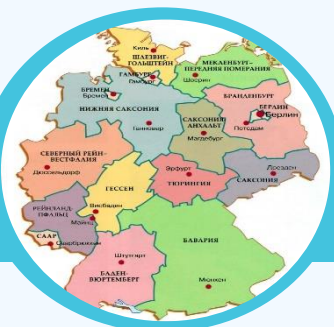 Киль
ШЛЕЗВИГ-
ГОЛЬШТЕЙН
МЕКЛЕНБУРГ-
ПЕРЕДНЯЯ ПОМЕРАНИЯ
Шверин
ГАМБУРГ
Гамбург
БРЕМЕН
Бремен
НИЖНЯЯ САКСОНИЯ
БРАНДЕНБУРГ
БЕРЛИН
Берлин
Потсдам
Ганновер
САКСОНИЯ
АНХАЛЬТ
Магдебург
СЕВЕРНЫЙ РЕЙН-
ВЕСТФАЛИЯ
Дюссельдорф
ГЕССЕН
Эрфурт
ТЮРИНГИЯ
Дрезден
САКСОНИЯ
РЕЙНЛАНД-
ПФАЛЬЦ
Висбаден
Майнц
СААР
Саарбрюккен
Штутгарт
БАДЕН-
ВЮРТЕМБЕРГ
БАВАРИЯ
Мюнхен